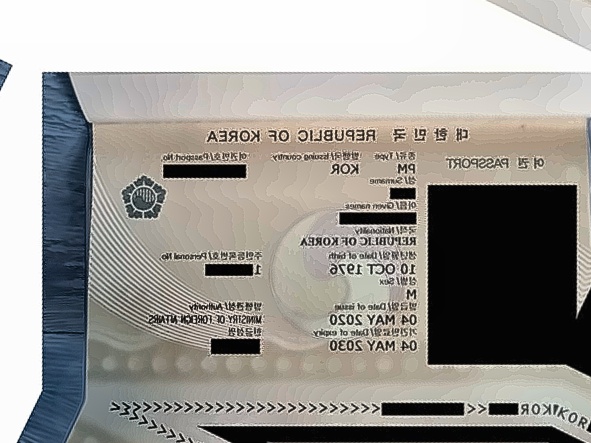 대한민국 REPUBLIC OF KOREA
여권 PASSPORT
종류/Type 발행국/Issuing country 여권번호/Passport No.
PM KOR
성/Surname
이름/Given names
국적/Nationality
REPUBLIC OF KOREA
생년월일/Date of birth 주민등록번호/Personal No
10 OCT 1976 1
성별/Sex
M
발급일/Date of issue 발행관청/Authority
04 MAY 2020 MINISTRY OF FOREIGN AFFAIRS
기간만료일/Date of expiry 한글성명
04 MAY 2030